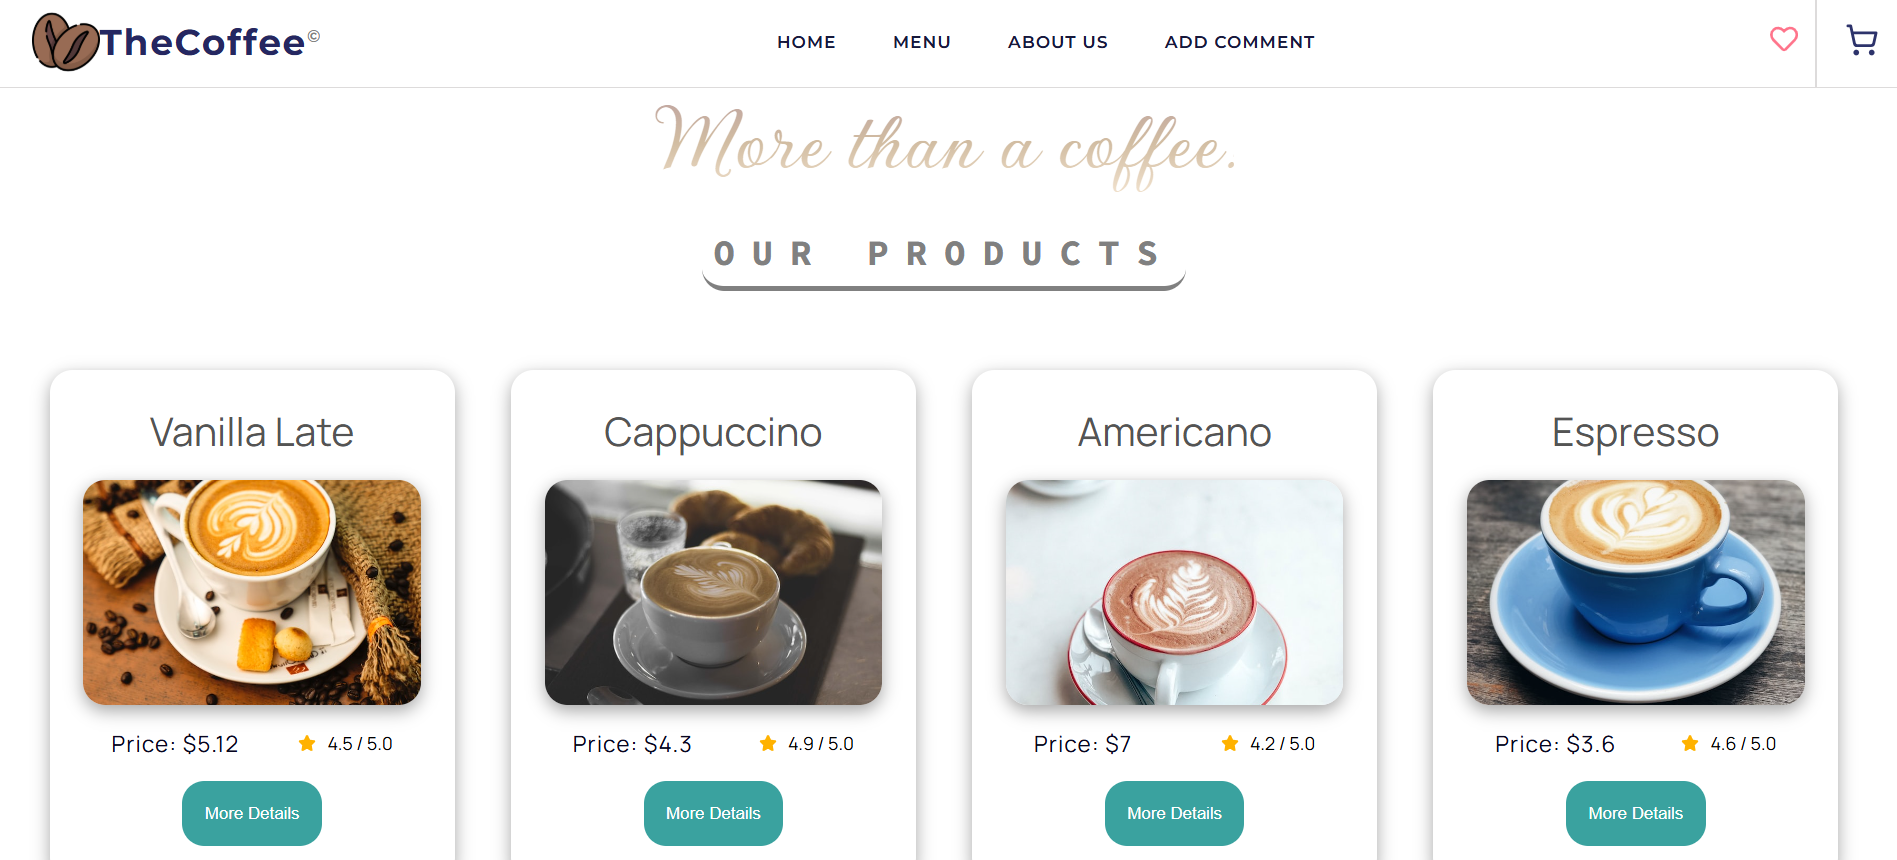 TheCoffee©
HOME MENU ABOUT US ADD COMMENT
More than a coffee.
OUR PRODUCTS
Vanilla Late
Cappuccino
Americano
Espresso
Price: $5.12 4.5 / 5.0
Price: $4.3 4.9 / 5.0
Price: $7 4.2 / 5.0
Price: $3.6 4.6 / 5.0
More Details
More Details
More Details
More Details